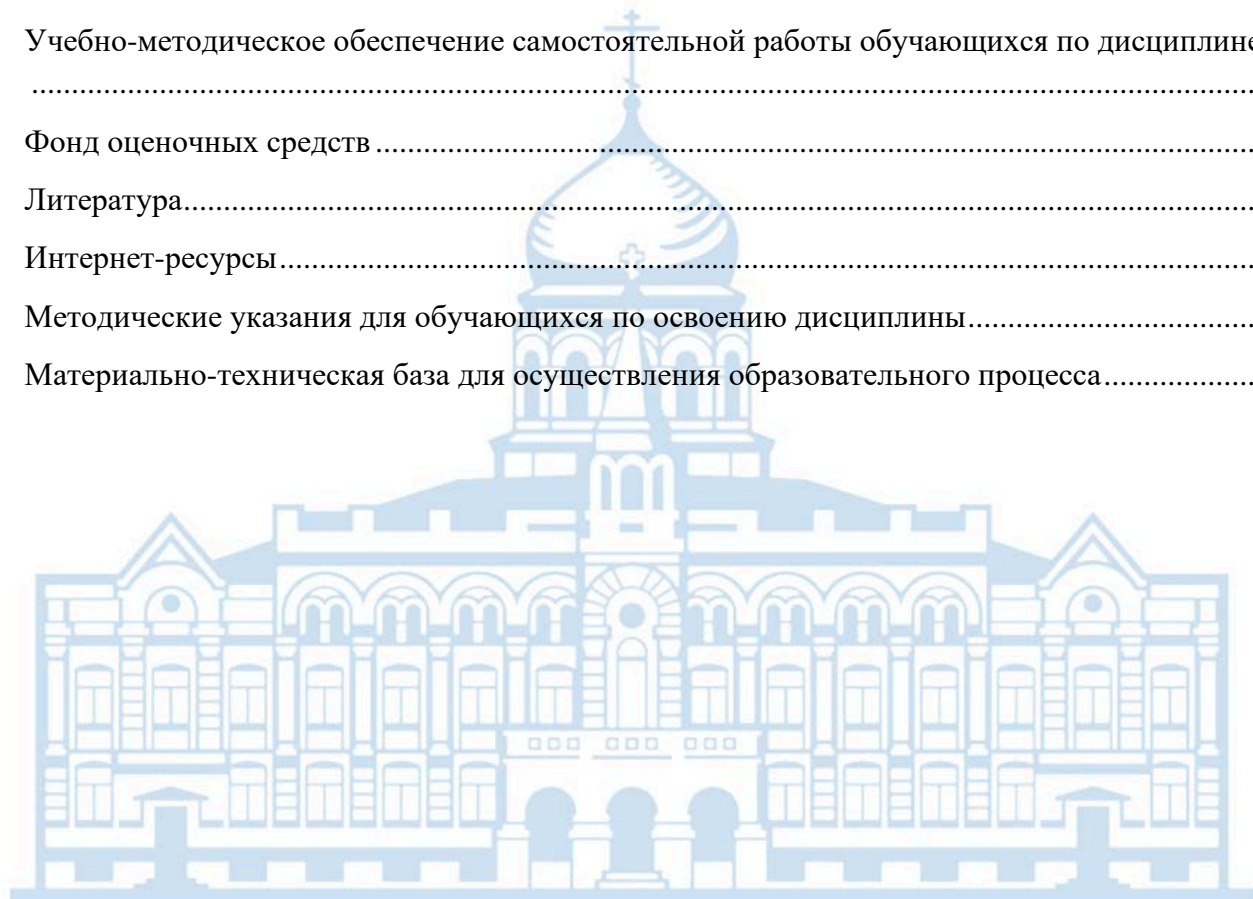 Учебно-методическое обеспечение самостоятельной работы обучающихся по дисциплине
........................................................................................................................................................
Фонд оценочных средств.............................................................................................................
Литература.....................................................................................................................................
Интернет-ресурсы.........................................................................................................................
Методические указания для обучающихся по освоению дисциплины...................................
Материально-техническая база для осуществления образовательного процесса..................